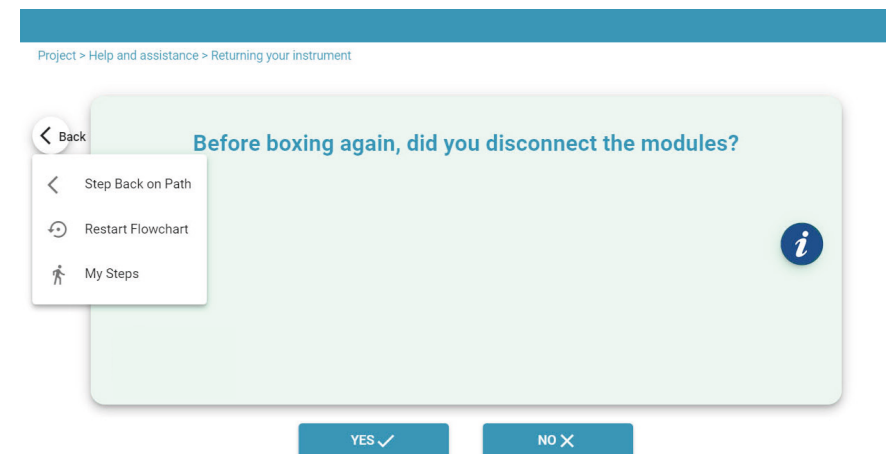 Project > Help and assistance > Returning your instrument
Back
Before boxing again, did you disconnect the modules?
Step Back on Path
Restart Flowchart
My Steps
i
YES
NO